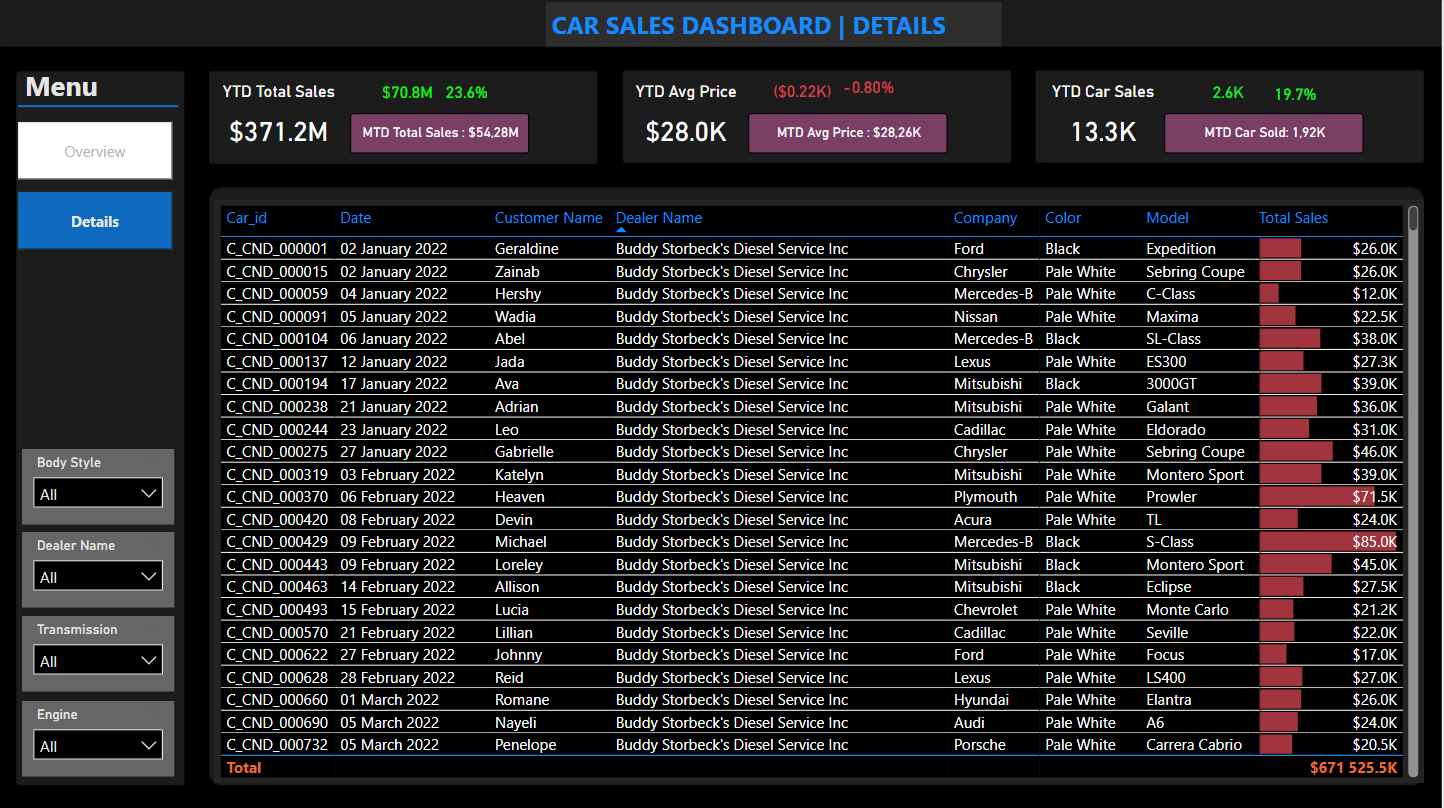 CAR SALES DASHBOARD | DETAILS
Menu
Overview
Details
YTD Total Sales $70.8M 23.6%
$371.2M MTD Total Sales : $54,28M
YTD Avg Price ($0.22K) -0.80%
$28.0K MTD Avg Price : $28,26K
YTD Car Sales 2.6K 19.7%
13.3K MTD Car Sold: 1,92K
Body Style
All
Dealer Name
All
Transmission
All
Engine
All
Car_id Date Customer Name Dealer Name Company Color Model Total Sales
C_CND_000001 02 January 2022 Geraldine Buddy Storbeck's Diesel Service Inc Ford Black Expedition $26.0K
C_CND_000015 02 January 2022 Zainab Buddy Storbeck's Diesel Service Inc Chrysler Pale White Sebring Coupe $26.0K
C_CND_000059 04 January 2022 Hershy Buddy Storbeck's Diesel Service Inc Mercedes-B Pale White C-Class $12.0K
C_CND_000091 05 January 2022 Wadia Buddy Storbeck's Diesel Service Inc Nissan Pale White Maxima $22.5K
C_CND_000104 06 January 2022 Abel Buddy Storbeck's Diesel Service Inc Mercedes-B Black SL-Class $38.0K
C_CND_000137 12 January 2022 Jada Buddy Storbeck's Diesel Service Inc Lexus Pale White ES300 $27.3K
C_CND_000194 17 January 2022 Ava Buddy Storbeck's Diesel Service Inc Mitsubishi Black 3000GT $39.0K
C_CND_000238 21 January 2022 Adrian Buddy Storbeck's Diesel Service Inc Mitsubishi Pale White Galant $36.0K
C_CND_000244 23 January 2022 Leo Buddy Storbeck's Diesel Service Inc Cadillac Pale White Eldorado $31.0K
C_CND_000275 27 January 2022 Gabrielle Buddy Storbeck's Diesel Service Inc Chrysler Pale White Sebring Coupe $46.0K
C_CND_000319 03 February 2022 Katelyn Buddy Storbeck's Diesel Service Inc Mitsubishi Pale White Montero Sport $39.0K
C_CND_000370 06 February 2022 Heaven Buddy Storbeck's Diesel Service Inc Plymouth Pale White Prowler $71.5K
C_CND_000420 08 February 2022 Devin Buddy Storbeck's Diesel Service Inc Acura Pale White TL $24.0K
C_CND_000429 09 February 2022 Michael Buddy Storbeck's Diesel Service Inc Mercedes-B Black S-Class $85.0K
C_CND_000443 09 February 2022 Loreley Buddy Storbeck's Diesel Service Inc Mitsubishi Black Montero Sport $45.0K
C_CND_000463 14 February 2022 Allison Buddy Storbeck's Diesel Service Inc Mitsubishi Black Eclipse $27.5K
C_CND_000493 15 February 2022 Lucia Buddy Storbeck's Diesel Service Inc Chevrolet Pale White Monte Carlo $21.2K
C_CND_000570 21 February 2022 Lillian Buddy Storbeck's Diesel Service Inc Cadillac Pale White Seville $22.0K
C_CND_000622 27 February 2022 Johnny Buddy Storbeck's Diesel Service Inc Ford Pale White Focus $17.0K
C_CND_000628 28 February 2022 Reid Buddy Storbeck's Diesel Service Inc Lexus Pale White LS400 $27.0K
C_CND_000660 01 March 2022 Romane Buddy Storbeck's Diesel Service Inc Hyundai Pale White Elantra $26.0K
C_CND_000690 05 March 2022 Nayeli Buddy Storbeck's Diesel Service Inc Audi Pale White A6 $24.0K
C_CND_000732 05 March 2022 Penelope Buddy Storbeck's Diesel Service Inc Porsche Pale White Carrera Cabrio $20.5K
Total $671 525.5K